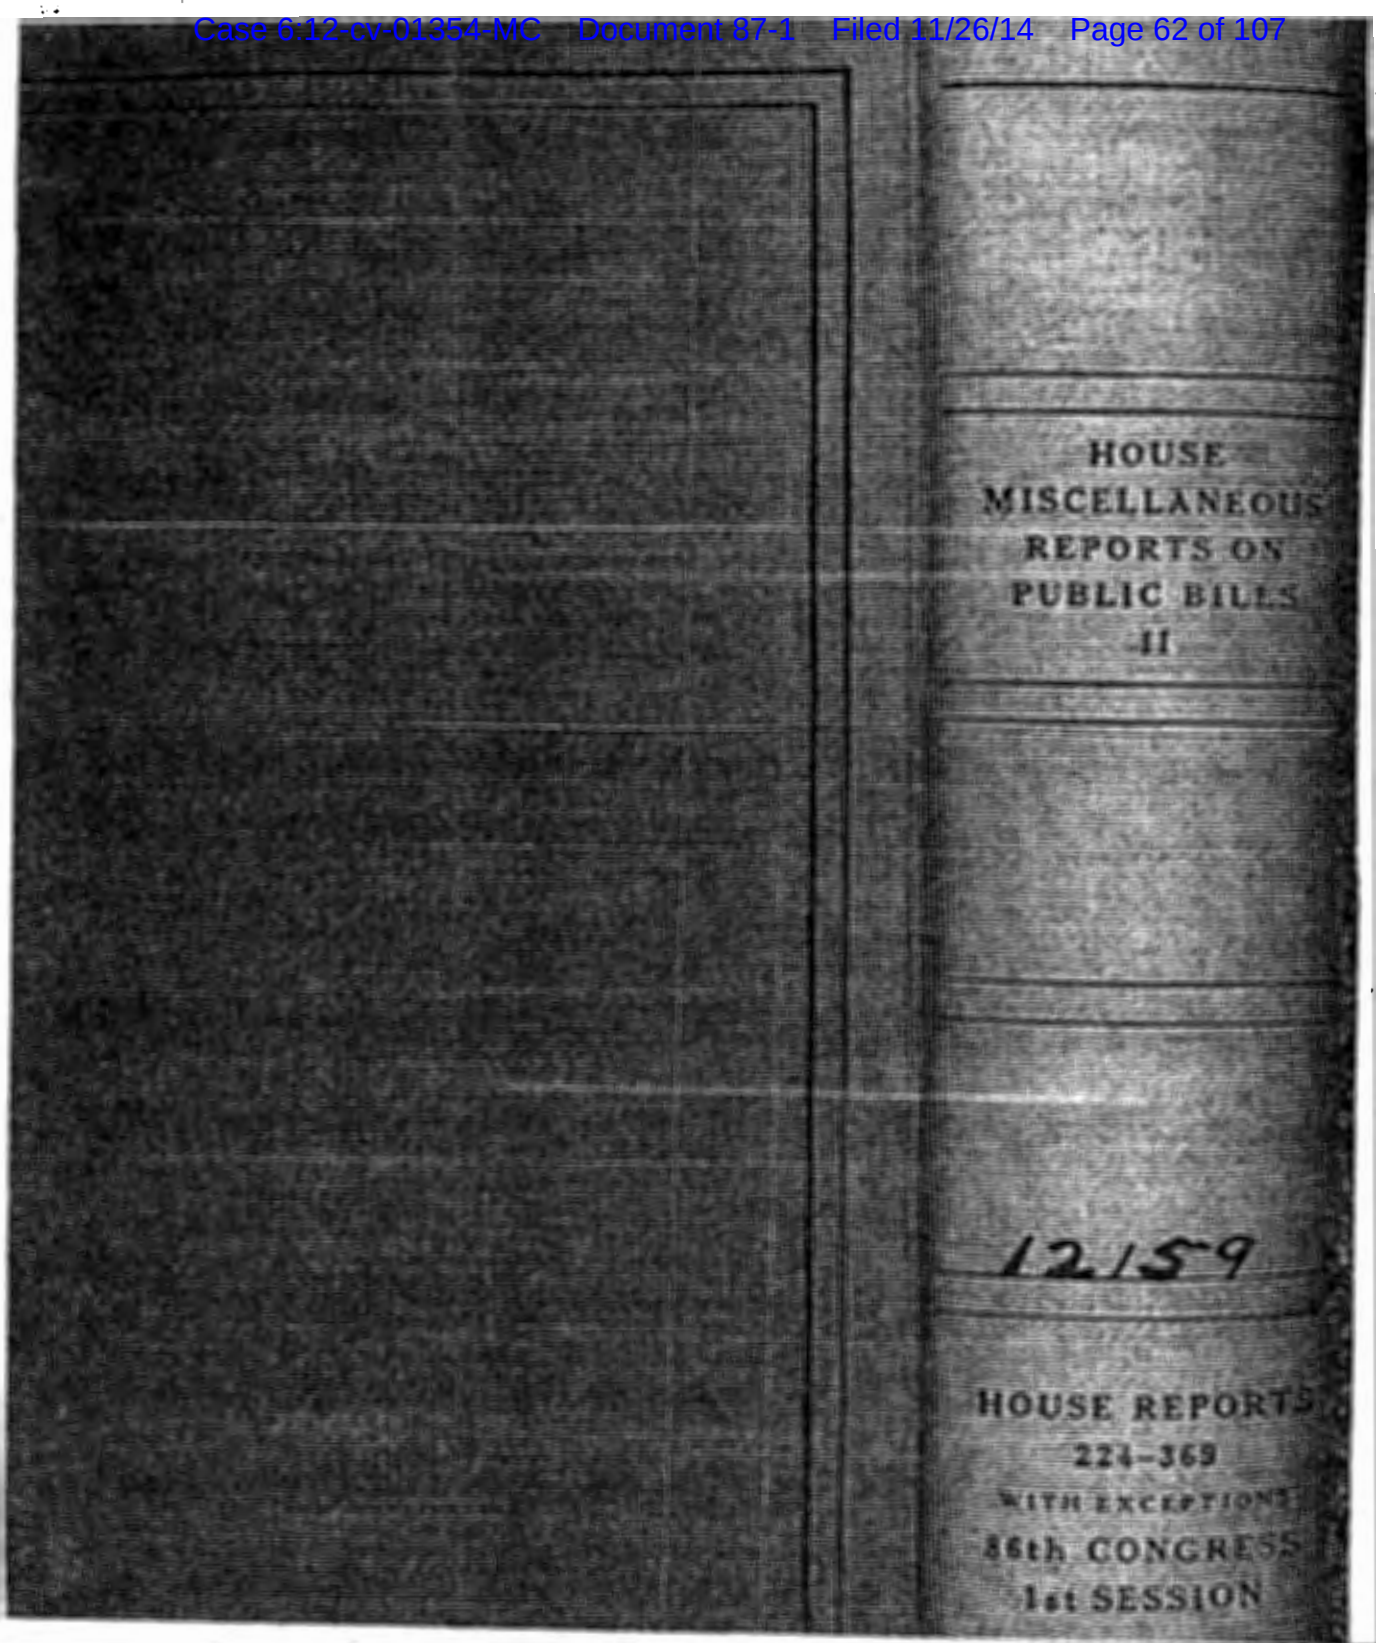 Case 6:12-cv-01354-MC Document 87-1 Filed 11/26/14 Page 62 of 107
HOUSE
MISCELLANEOUS
REPORTS ON
PUBLIC BILLS
II
12159
HOUSE REPORTS
224–369
WITH EXCEPTIONS
86th CONGRESS
1st SESSION